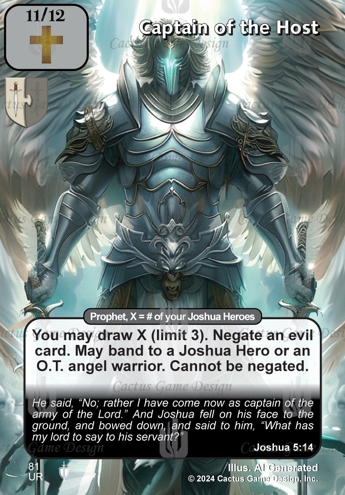 11/12
Captain of the Host
Prophet, X = # of your Joshua Heroes
You may draw X (limit 3). Negate an evil
card. May band to a Joshua Hero or an
O.T. angel warrior. Cannot be negated.
He said, "No; rather I have come now as captain of the
army of the Lord." And Joshua fell on his face to the
ground, and bowed down, and said to him, "What has
my lord to say to his servant?"
Joshua 5:14
81
UR
Illus. AI Generated
© 2024 Cactus Game Design, Inc.
Cactus Game Design